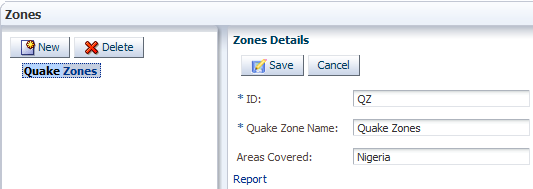 Zones
New Delete
Quake Zones
Zones Details
Save Cancel
* ID: QZ
* Quake Zone Name: Quake Zones
Areas Covered: Nigeria
Report